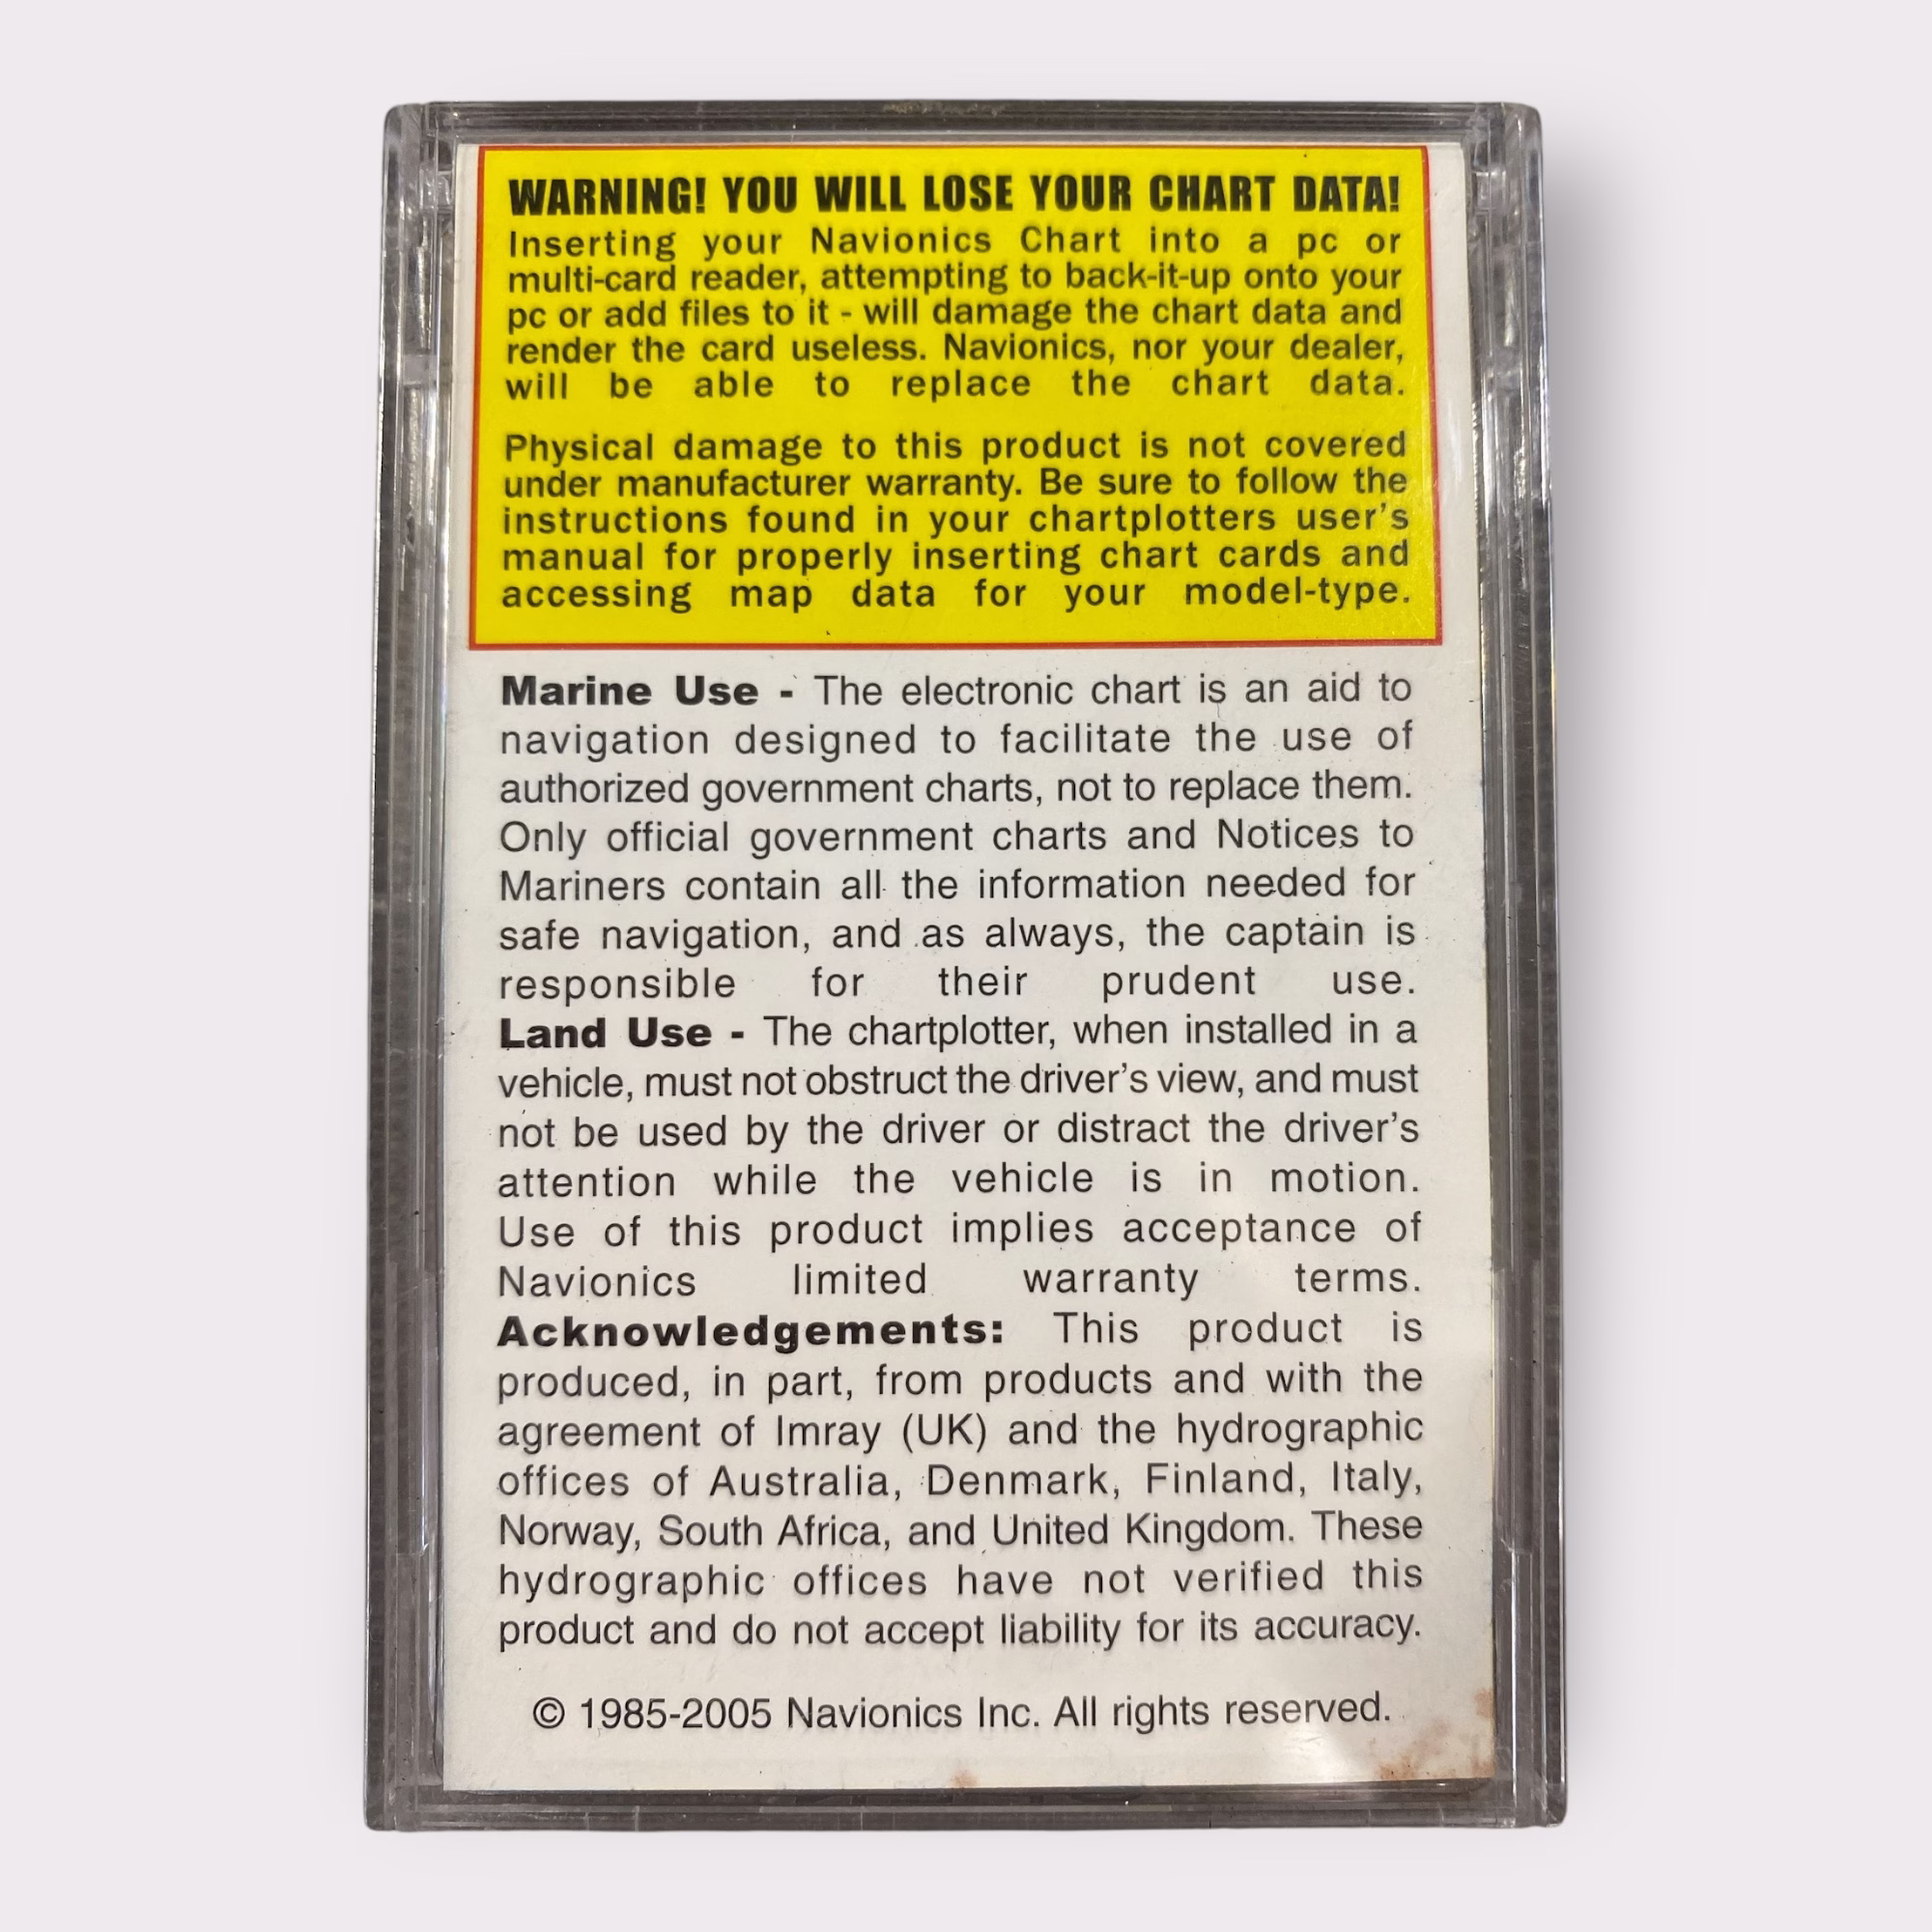 WARNING! YOU WILL LOSE YOUR CHART DATA!
Inserting your Navionics Chart into a pc or
multi-card reader, attempting to back-it-up onto your
pc or add files to it - will damage the chart data and
render the card useless. Navionics, nor your dealer,
will be able to replace the chart data.
Physical damage to this product is not covered
under manufacturer warranty. Be sure to follow the
instructions found in your chartplotters user's
manual for properly inserting chart cards and
accessing map data for your model-type.
Marine Use - The electronic chart is an aid to
navigation designed to facilitate the use of
authorized government charts, not to replace them.
Only official government charts and Notices to
Mariners contain all the information needed for
safe navigation, and as always, the captain is
responsible for their prudent use.
Land Use - The chartplotter, when installed in a
vehicle, must not obstruct the driver's view, and must
not be used by the driver or distract the driver's
attention while the vehicle is in motion.
Use of this product implies acceptance of
Navionics limited warranty terms.
Acknowledgements: This product is
produced, in part, from products and with the
agreement of Imray (UK) and the hydrographic
offices of Australia, Denmark, Finland, Italy,
Norway, South Africa, and United Kingdom. These
hydrographic offices have not verified this
product and do not accept liability for its accuracy.
© 1985-2005 Navionics Inc. All rights reserved.